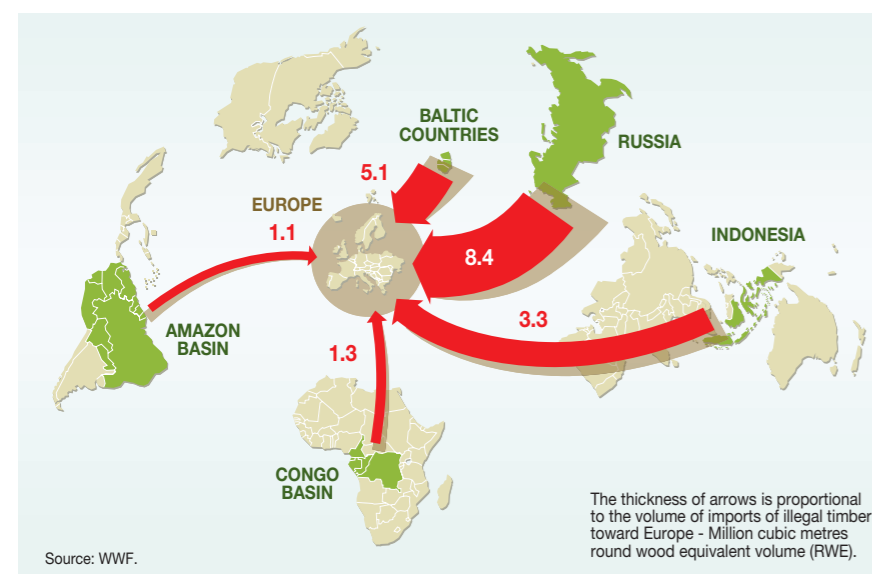 BALTIC
COUNTRIES
RUSSIA
5.1
EUROPE
1.1
INDONESIA
8.4
3.3
AMAZON
BASIN
1.3
CONGO
BASIN
The thickness of arrows is proportional
to the volume of imports of illegal timber
toward Europe - Million cubic metres
round wood equivalent volume (RWE).
Source: WWF.